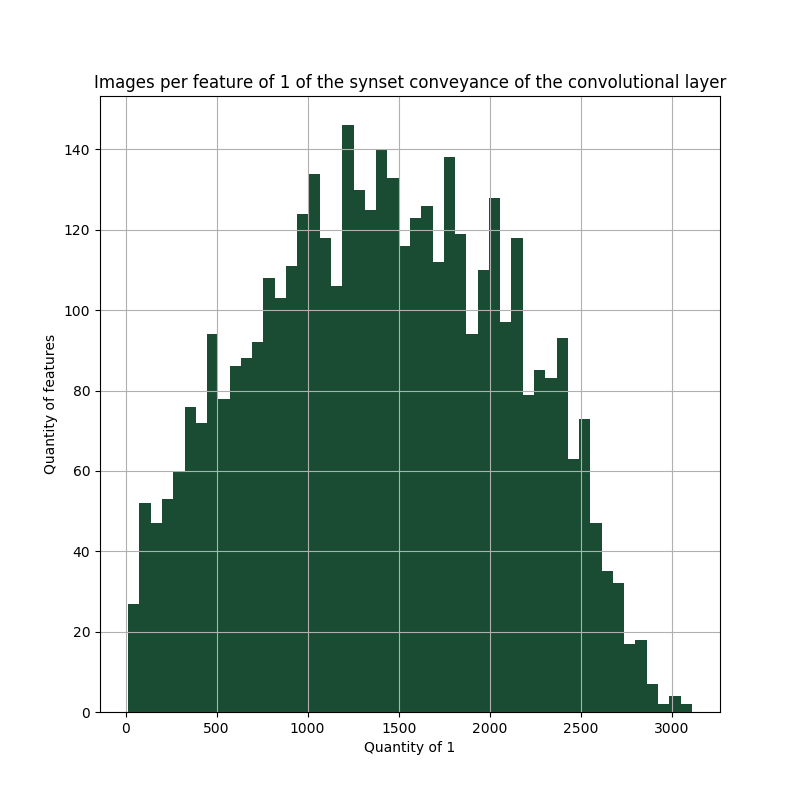 Images per feature of 1 of the synset conveyance of the convolutional layer
140
120
100
80
60
40
20
0
Quantity of features
0 500 1000 1500 2000 2500 3000
Quantity of 1